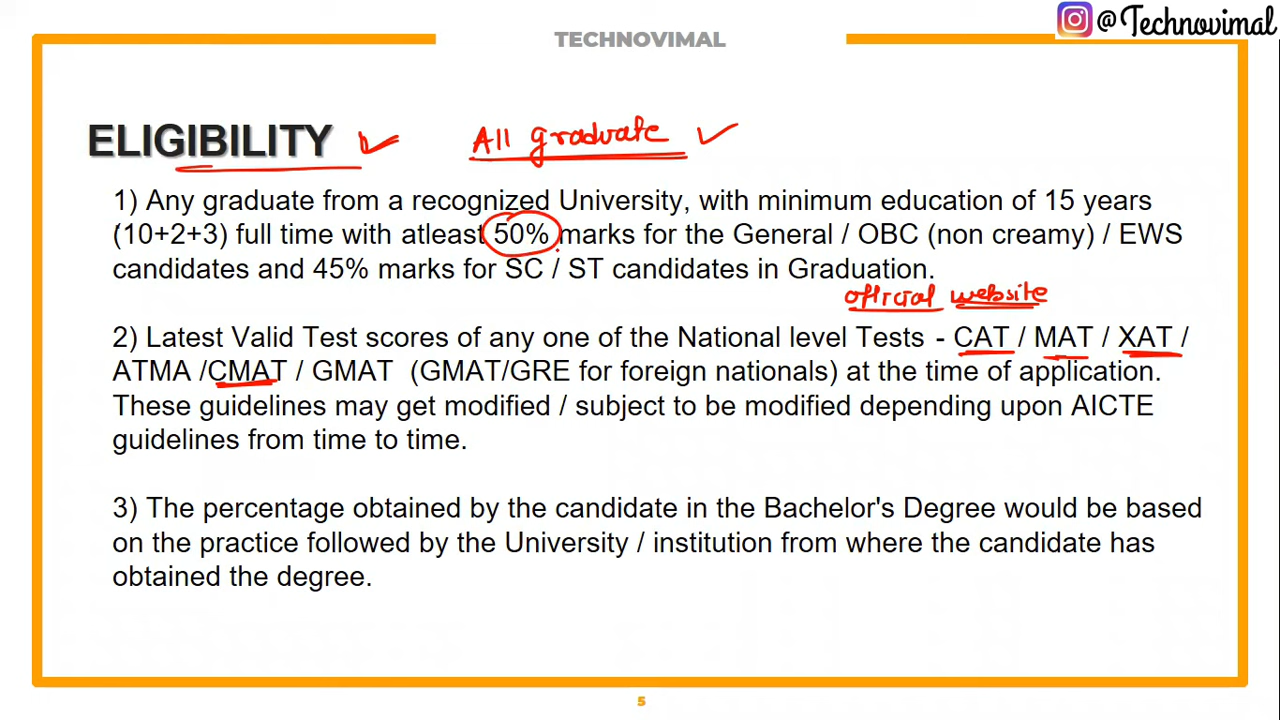 @Technovimal
TECHNOVIMAL
ELIGIBILITY All graduate
1) Any graduate from a recognized University, with minimum education of 15 years
(10+2+3) full time with atleast 50% marks for the General / OBC (non creamy) / EWS
candidates and 45% marks for SC / ST candidates in Graduation.
official website
2) Latest Valid Test scores of any one of the National level Tests - CAT / MAT / XAT /
ATMA /CMAT / GMAT (GMAT/GRE for foreign nationals) at the time of application.
These guidelines may get modified / subject to be modified depending upon AICTE
guidelines from time to time.
3) The percentage obtained by the candidate in the Bachelor's Degree would be based
on the practice followed by the University / institution from where the candidate has
obtained the degree.
5